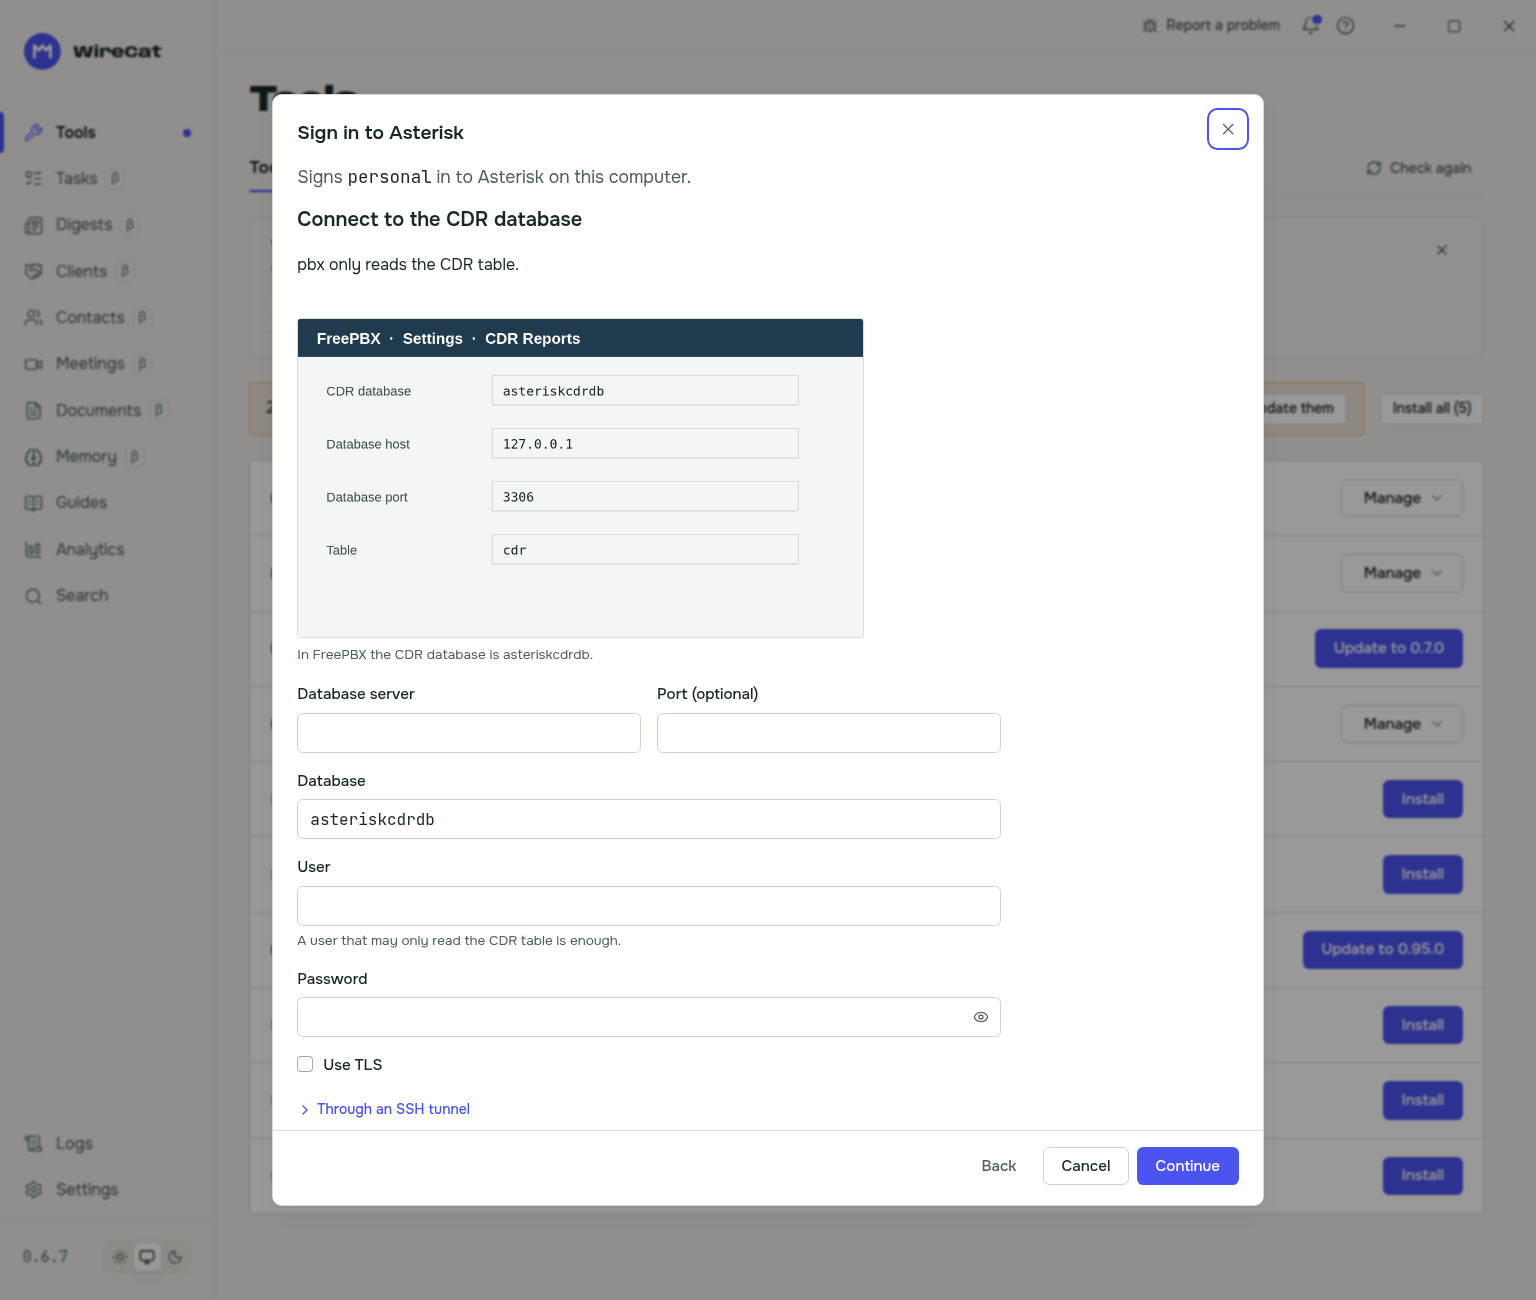 WireCat
Report a problem
Tools
Tasks β
Digests β
Clients β
Contacts β
Meetings β
Documents β
Memory β
Guides
Analytics
Search
Logs
Settings
0.6.7
Tools
Check again
Install all (5)
Manage
Manage
Update to 0.7.0
Manage
Install
Install
Update to 0.95.0
Install
Install
Install
Sign in to Asterisk
Signs personal in to Asterisk on this computer.
Connect to the CDR database
pbx only reads the CDR table.
FreePBX · Settings · CDR Reports
CDR database asteriskcdrdb
Database host 127.0.0.1
Database port 3306
Table cdr
In FreePBX the CDR database is asteriskcdrdb.
Database server Port (optional)
Database
asteriskcdrdb
User
A user that may only read the CDR table is enough.
Password
Use TLS
Through an SSH tunnel
Back Cancel Continue